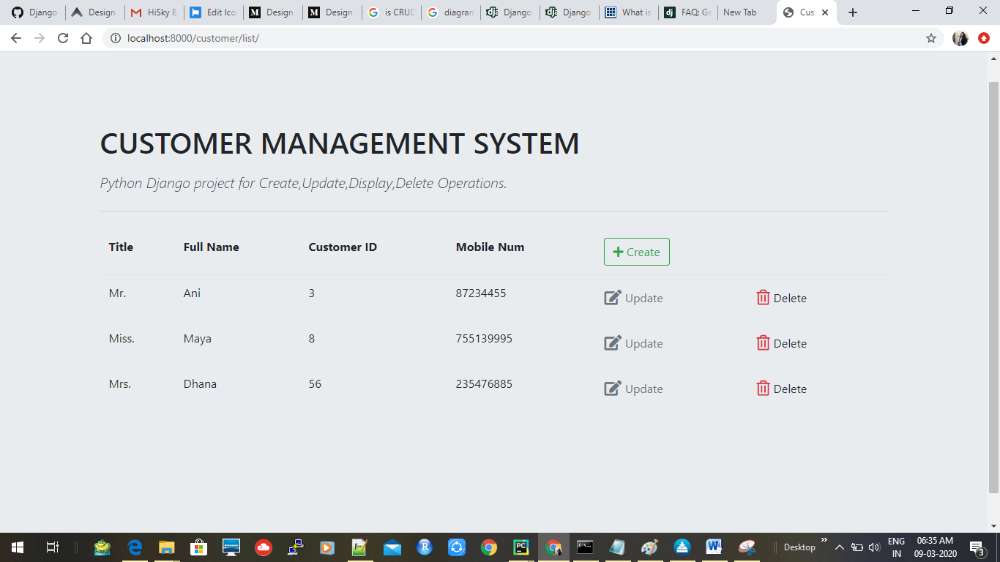 Django Design HiSky B Edit Ico Design Design is CRUD diagram Django Django What is FAQ: Ge New Tab Cus
localhost:8000/customer/list/
CUSTOMER MANAGEMENT SYSTEM
Python Django project for Create,Update,Display,Delete Operations.
Title Full Name Customer ID Mobile Num Create
Mr. Ani 3 87234455 Update Delete
Miss. Maya 8 755139995 Update Delete
Mrs. Dhana 56 235476885 Update Delete
Desktop ENG 06:35 AM
IN 09-03-2020 3